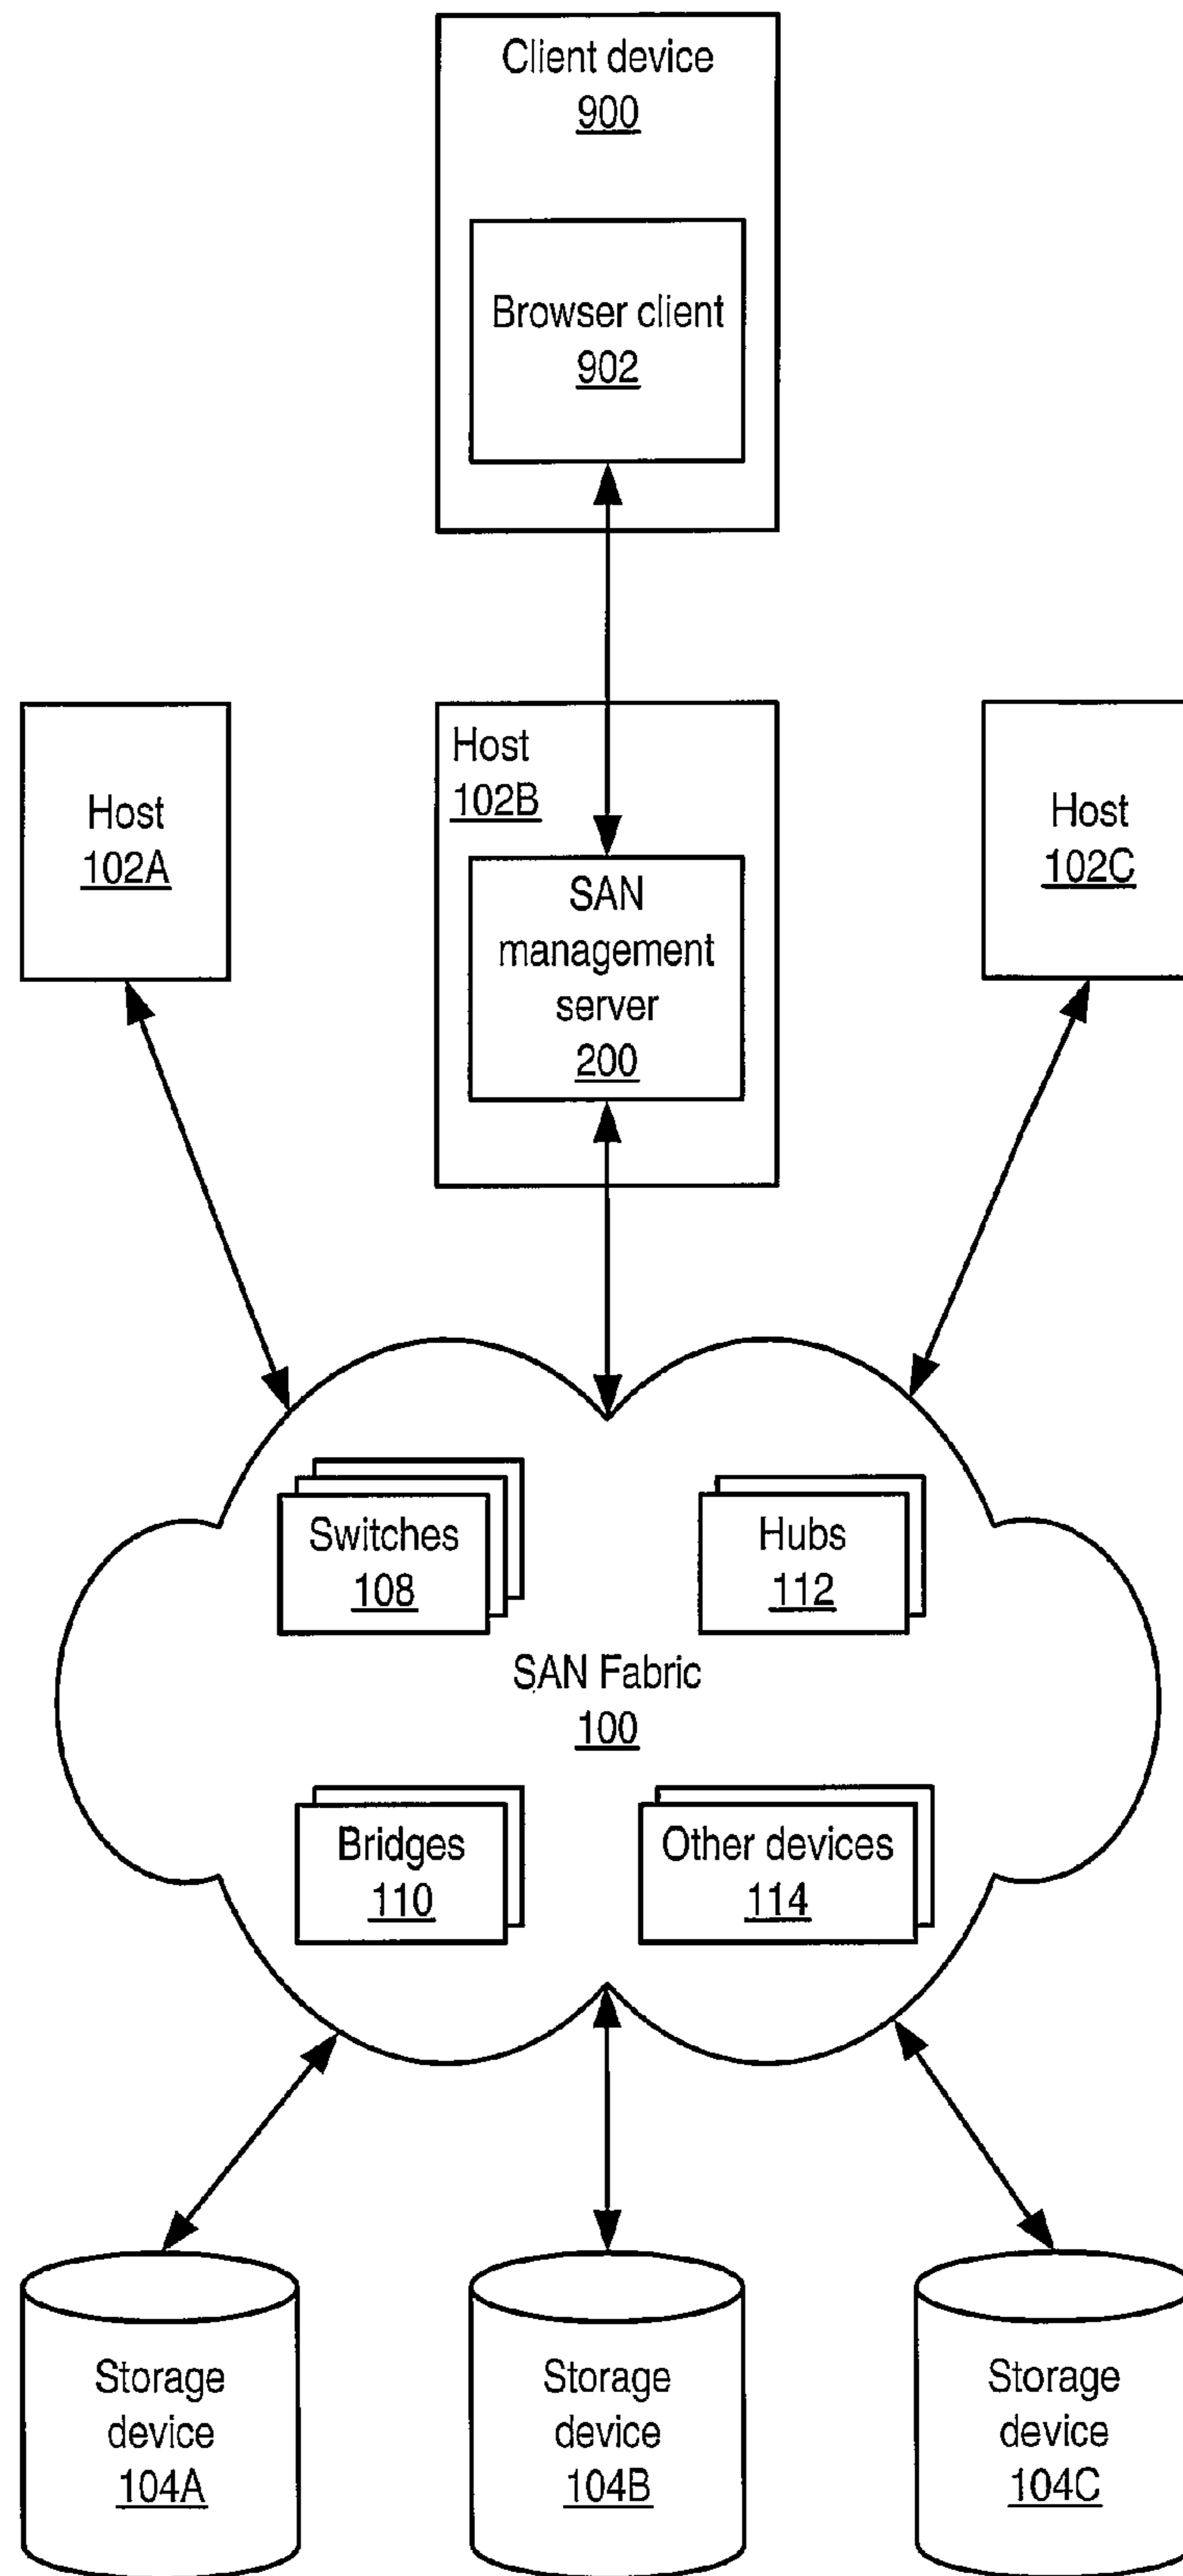 Client device
900
Browser client
902
Host
102A
Host
102B
SAN
management
server
200
Host
102C
Switches
108
Hubs
112
SAN Fabric
100
Bridges
110
Other devices
114
Storage
device
104A
Storage
device
104B
Storage
device
104C